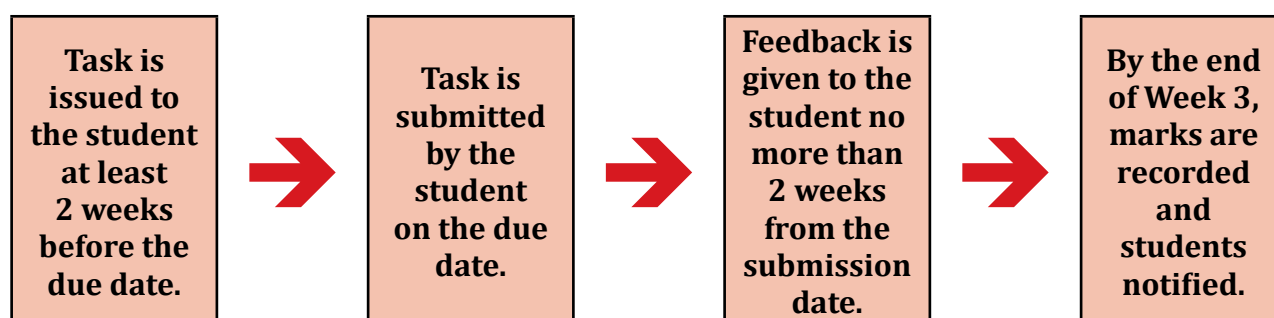 Task is
issued to
the student
at least
2 weeks
before the
due date.
Task is
submitted
by the
student
on the due
date.
Feedback is
given to the
student no
more than
2 weeks
from the
submission
date.
By the end
of Week 3,
marks are
recorded
and
students
notified.